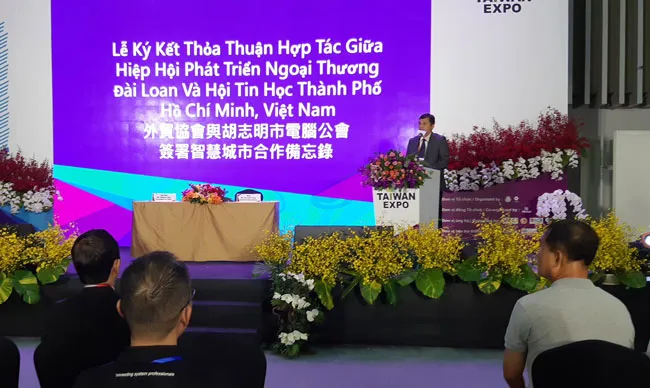 TAIWAN
EXPO
Lễ Ký Kết Thỏa Thuận Hợp Tác Giữa
Hiệp Hội Phát Triển Ngoại Thương
Đài Loan Và Hội Tin Học Thành Phố
Hồ Chí Minh, Việt Nam
外貿協會與胡志明市電腦公會
簽署智慧城市合作備忘錄
TAIWAN
EXPO